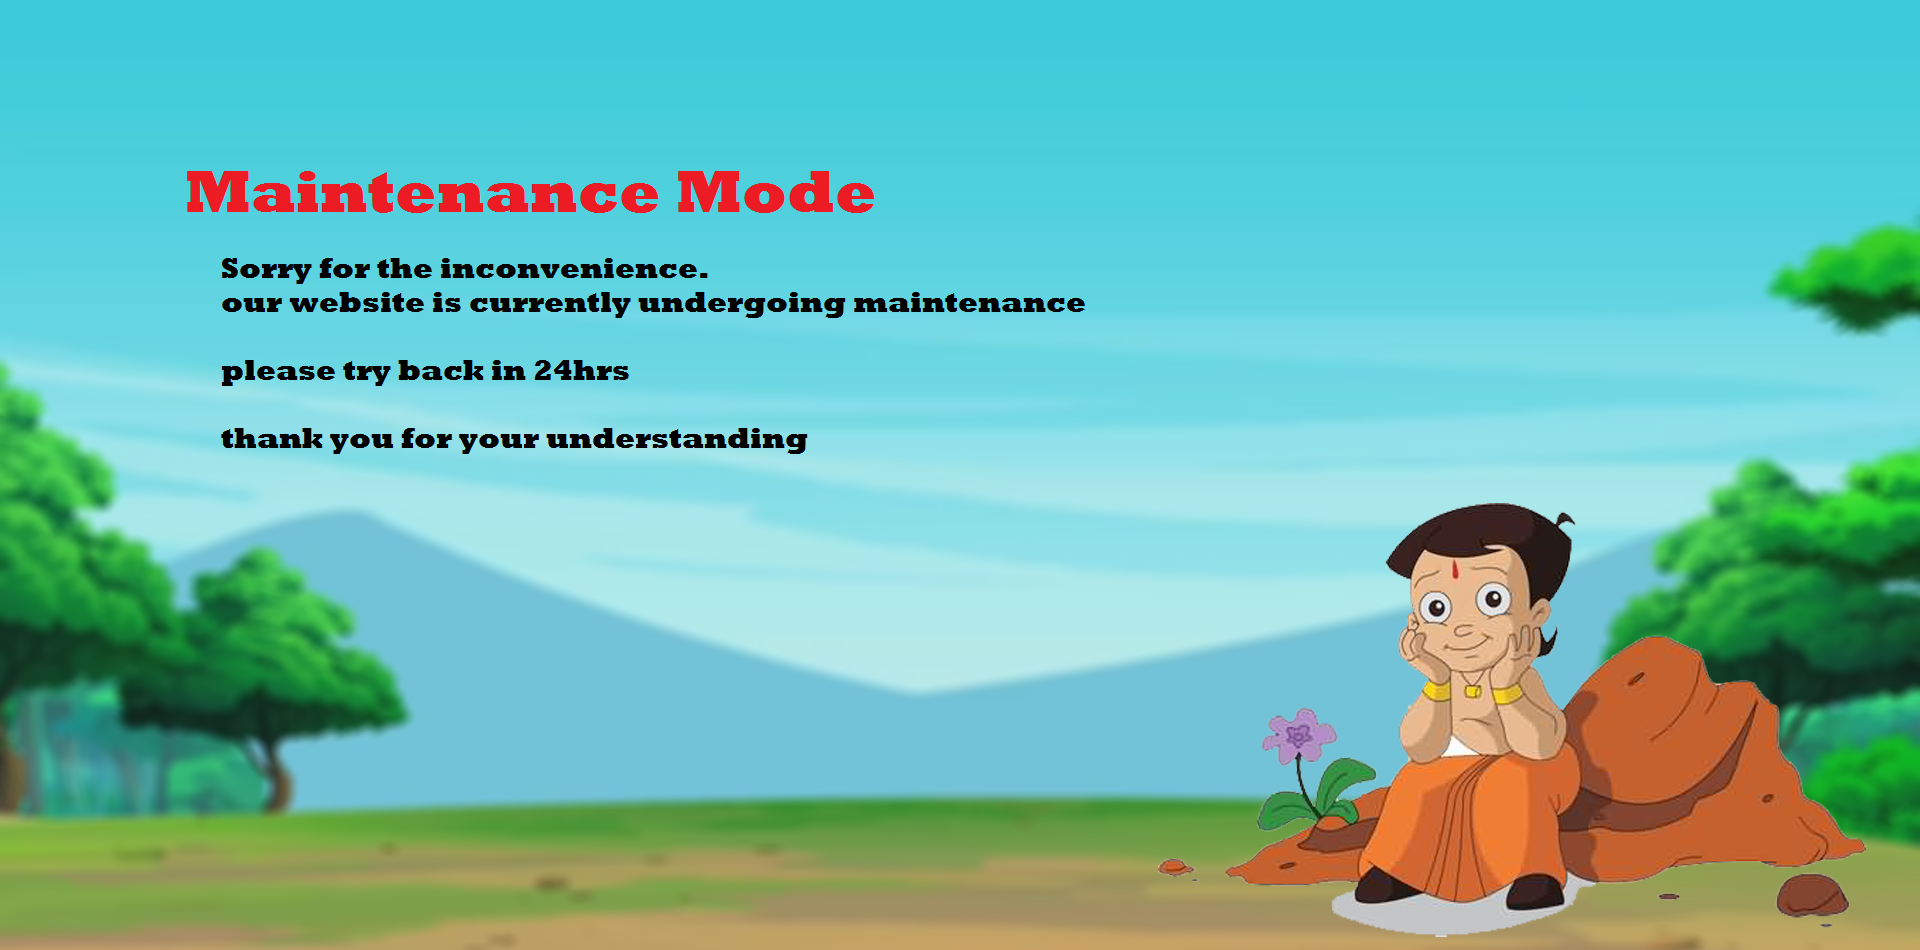 Maintenance Mode
Sorry for the inconvenience.
our website is currently undergoing maintenance
please try back in 24hrs
thank you for your understanding